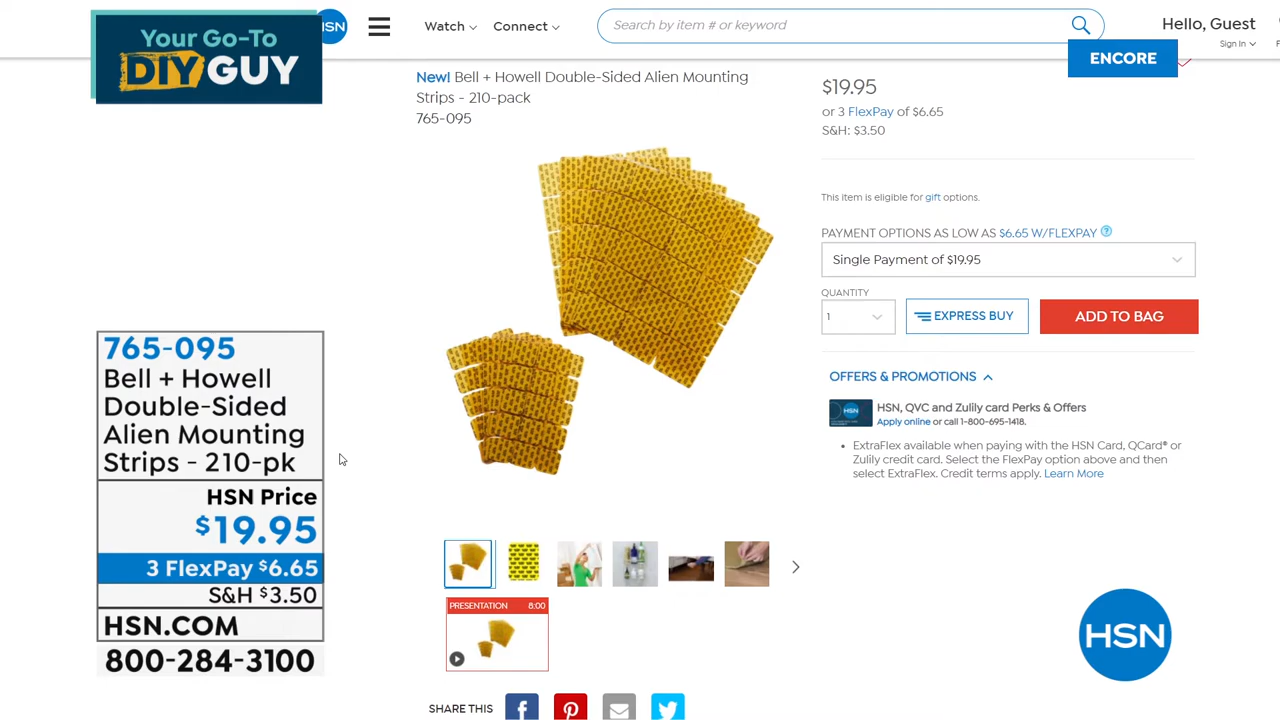 Your Go-To
DIY GUY
HSN
Watch
Connect
Search by item # or keyword
Hello, Guest
Sign In
ENCORE
New! Bell + Howell Double-Sided Alien Mounting
Strips - 210-pack
765-095
$19.95
or 3 FlexPay of $6.65
S&H: $3.50
This item is eligible for gift options.
PAYMENT OPTIONS AS LOW AS $6.65 W/FLEXPAY ?
Single Payment of $19.95
QUANTITY
1
EXPRESS BUY
ADD TO BAG
OFFERS & PROMOTIONS
HSN
HSN, QVC and Zulily card Perks & Offers
Apply online or call 1-800-695-1418.
• ExtraFlex available when paying with the HSN Card, QCard® or
Zulily credit card. Select the FlexPay option above and then
select ExtraFlex. Credit terms apply. Learn More
765-095
Bell + Howell
Double-Sided
Alien Mounting
Strips - 210-pk
HSN Price
$19.95
3 FlexPay $6.65
S&H $3.50
HSN.COM
800-284-3100
PRESENTATION 8:00
SHARE THIS
HSN